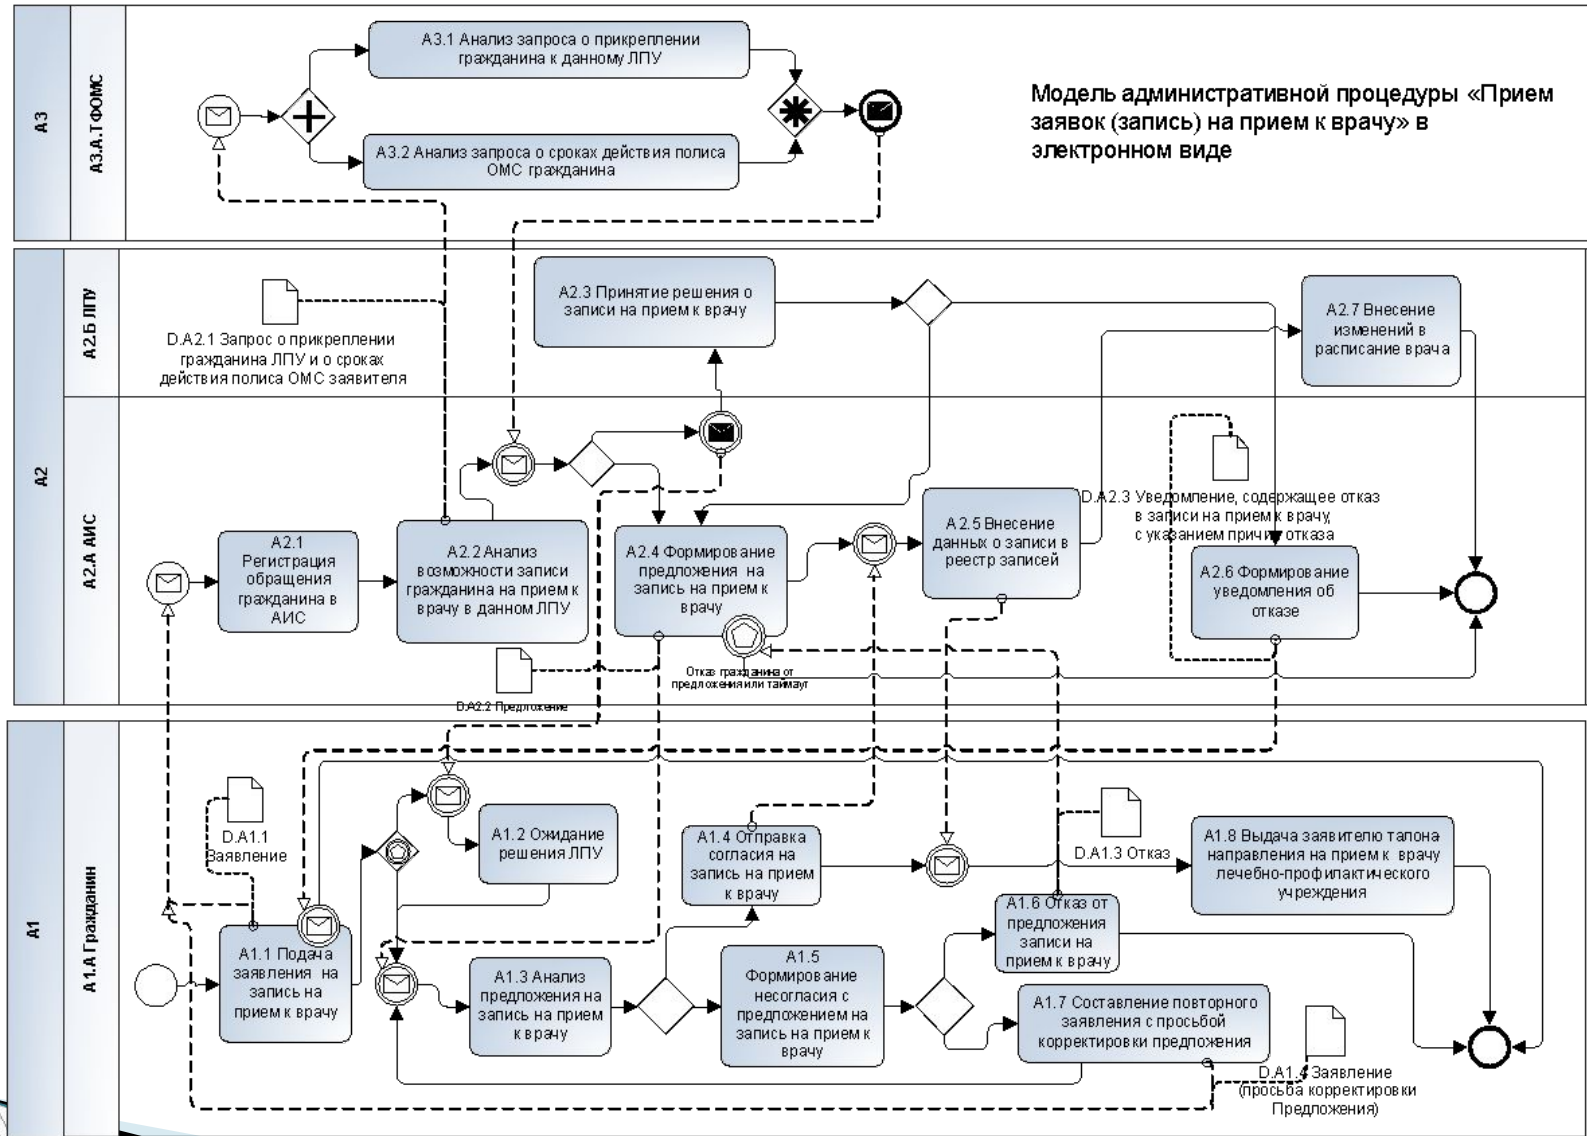 А3
А3.А.ТФОМС
А3.1 Анализ запроса о прикреплении
гражданина к данному ЛПУ
А3.2 Анализ запроса о сроках действия полиса
ОМС гражданина
Модель административной процедуры «Прием
заявок (запись) на прием к врачу» в
электронном виде
А2
А2.Б ЛПУ
D.А2.1 Запрос о прикреплении
гражданина ЛПУ и о сроках
действия полиса ОМС заявителя
А2.3 Принятие решения о
записи на прием к врачу
А2.7 Внесение
изменений в
расписание врача
А2.А АИС
А2.1
Регистрация
обращения
гражданина в
АИС
А2.2 Анализ
возможности записи
гражданина на прием к
врачу в данном ЛПУ
А2.4 Формирование
предложения на
запись на прием к
врачу
Отказ гражданина от
предложения или таймаут
D.А2.2 Предложение
А2.5 Внесение
данных о записи в
реестр записей
D.А2.3 Уведомление, содержащее отказ
в записи на прием к врачу,
с указанием причин отказа
А2.6 Формирование
уведомления об
отказе
А1
А1.А Гражданин
D.А1.1
Заявление
А1.1 Подача
заявления на
запись на
прием к врачу
А1.2 Ожидание
решения ЛПУ
А1.3 Анализ
предложения на
запись на прием
к врачу
А1.4 Отправка
согласия на
запись на прием
к врачу
А1.5
Формирование
несогласия с
предложением на
запись на прием к
врачу
D.А1.3 Отказ
А1.6 Отказ от
предложения
записи на
прием к врачу
А1.7 Составление повторного
заявления с просьбой
корректировки предложения
А1.8 Выдача заявителю талона
направления на прием к врачу
лечебно-профилактического
учреждения
D.А1.4 Заявление
(просьба корректировки
Предложения)